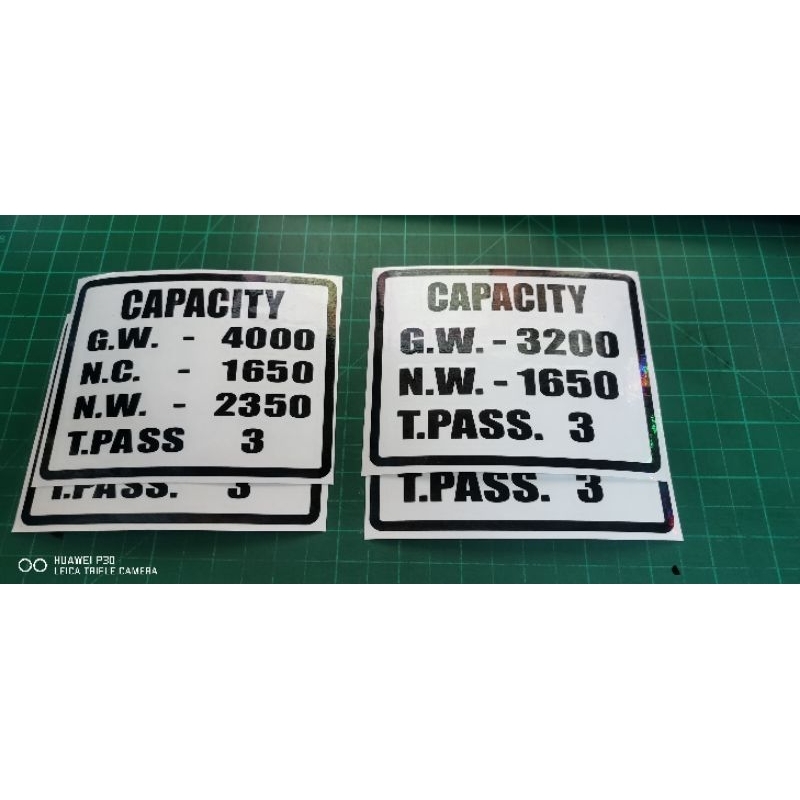 CAPACITY
G.W. - 4000
N.C. - 1650
N.W. - 2350
T.PASS 3
T.PASS. 3
CAPACITY
G.W. - 3200
N.W. - 1650
T.PASS. 3
T.PASS. 3
HUAWEI P30
LEICA TRIPLE CAMERA